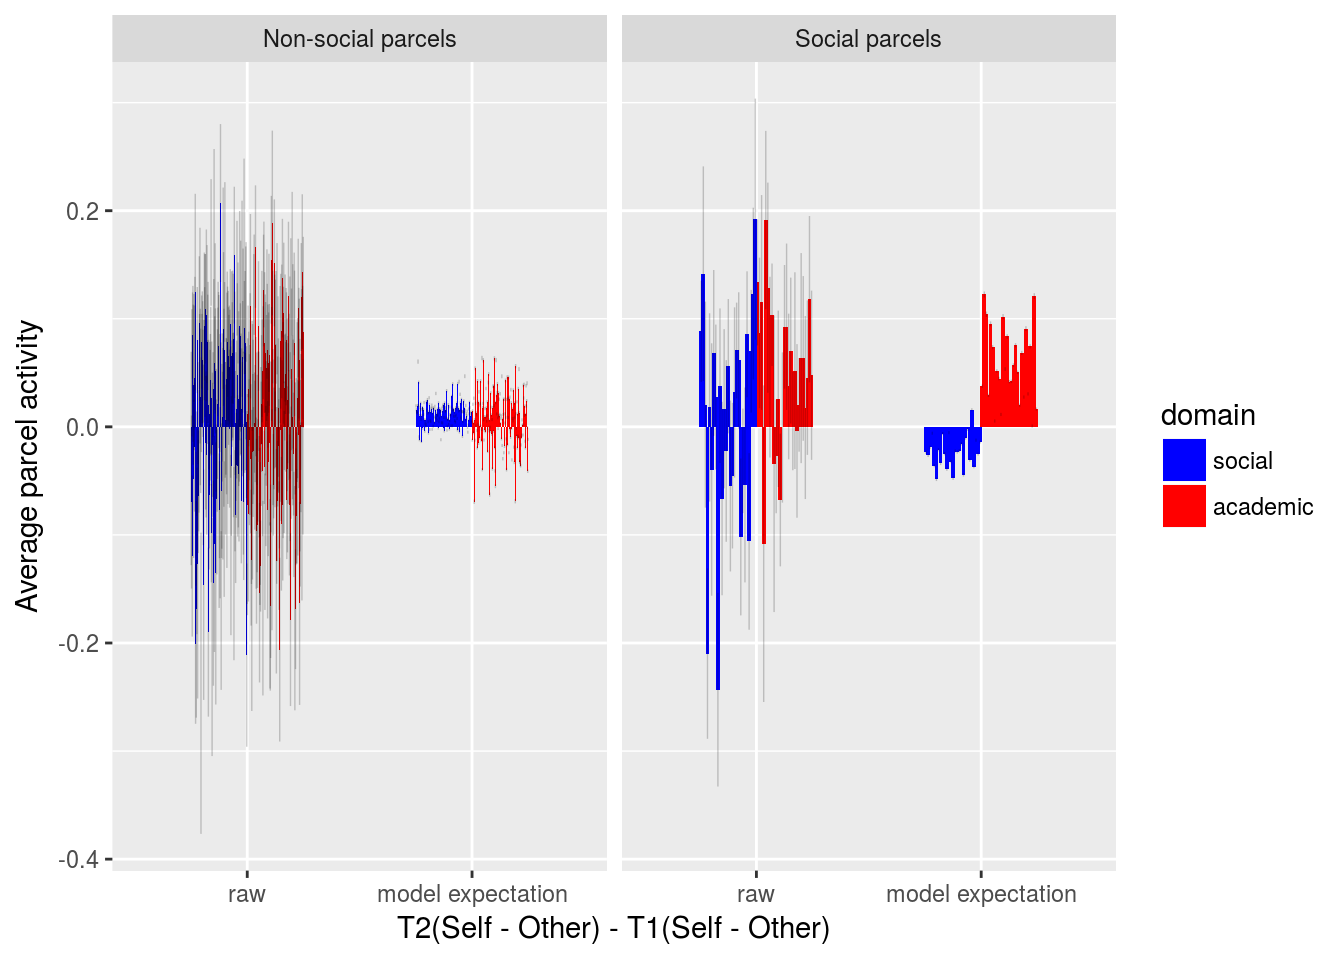 Non-social parcels
Social parcels
Average parcel activity
0.2
0.0
-0.2
-0.4
raw
model expectation
raw
model expectation
T2(Self - Other) - T1(Self - Other)
domain
social
academic